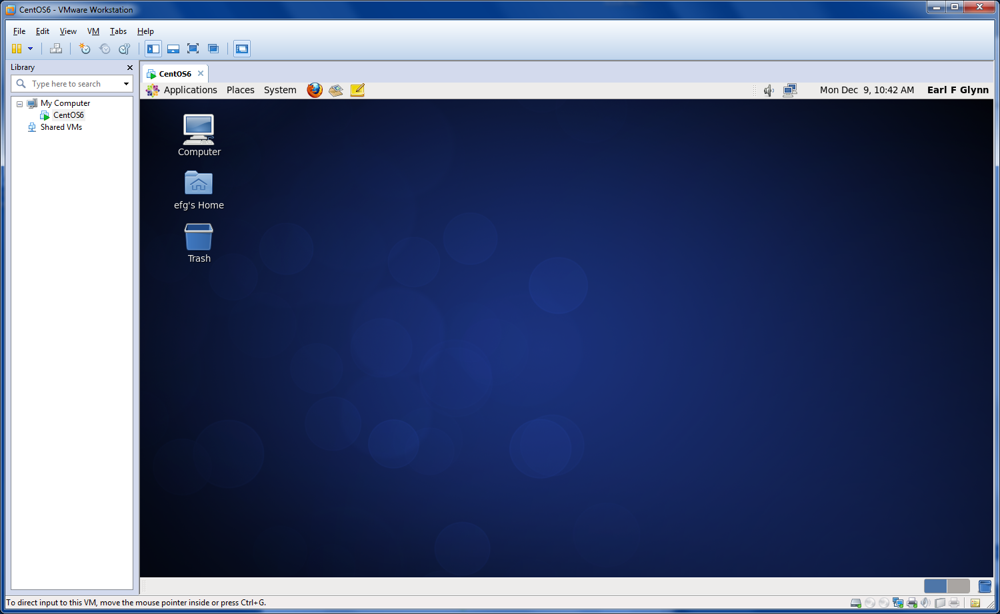 CentOS6 - VMware Workstation
File Edit View VM Tabs Help
Library
Type here to search
My Computer
CentOS6
Shared VMs
CentOS6
Applications Places System Mon Dec  9, 10:42 AM Earl F Glynn
Computer
efg's Home
Trash
To direct input to this VM, move the mouse pointer inside or press Ctrl+G.